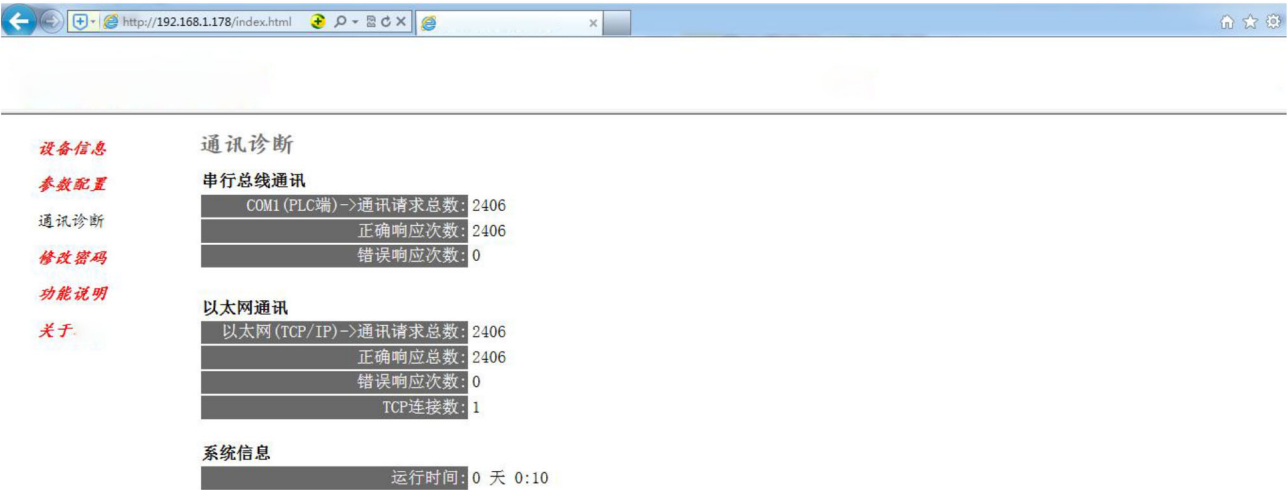 http://192.168.1.178/index.html
设备信息
参数配置
通讯诊断
修改密码
功能说明
关于
通讯诊断
串行总线通讯
COM1(PLC端)->通讯请求总数: 2406
正确响应次数: 2406
错误响应次数: 0
以太网通讯
以太网(TCP/IP)->通讯请求总数: 2406
正确响应总数: 2406
错误响应次数: 0
TCP连接数: 1
系统信息
运行时间: 0 天 0:10